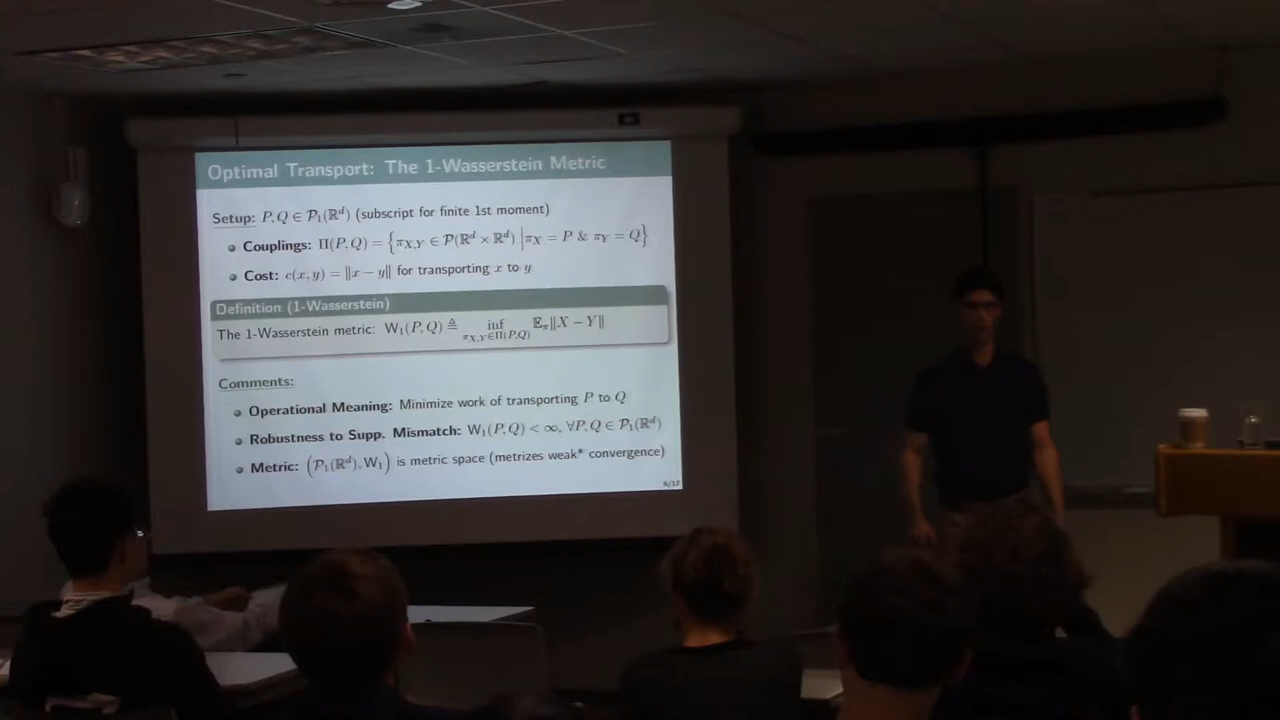 Optimal Transport: The 1-Wasserstein Metric
Setup: P, Q ∈ 𝒫₁(ℝᵈ) (subscript for finite 1st moment)
Couplings: Π(P, Q) = {π_{X,Y} ∈ 𝒫(ℝᵈ × ℝᵈ) | π_X = P & π_Y = Q}
Cost: c(x, y) = ‖x − y‖ for transporting x to y
Definition (1-Wasserstein)
The 1-Wasserstein metric: W₁(P, Q) ≜ inf_{π_{X,Y}∈Π(P,Q)} 𝔼_π‖X − Y‖
Comments:
Operational Meaning: Minimize work of transporting P to Q
Robustness to Supp. Mismatch: W₁(P, Q) < ∞, ∀P, Q ∈ 𝒫₁(ℝᵈ)
Metric: (𝒫₁(ℝᵈ), W₁) is metric space (metrizes weak* convergence)
6/17